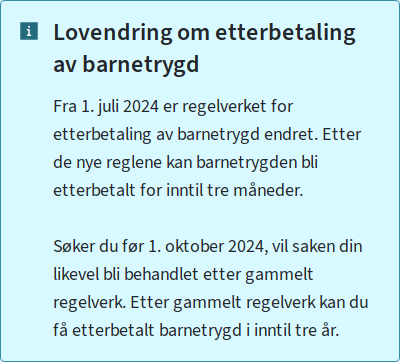 Lovendring om etterbetaling
av barnetrygd
Fra 1. juli 2024 er regelverket for
etterbetaling av barnetrygd endret. Etter
de nye reglene kan barnetrygden bli
etterbetalt for inntil tre måneder.
Søker du før 1. oktober 2024, vil saken din
likevel bli behandlet etter gammelt
regelverk. Etter gammelt regelverk kan du
få etterbetalt barnetrygd i inntil tre år.